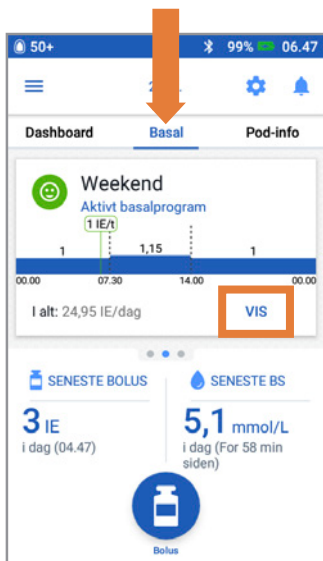 50+ 99% 06.47
Dashboard Basal Pod-info
Weekend
Aktivt basalprogram
1 IE/t
1 1,15 1
00.00 07.30 14.00 00.00
I alt: 24,95 IE/dag VIS
SENESTE BOLUS SENESTE BS
3 IE 5,1 mmol/L
i dag (04.47) i dag (For 58 min
siden)
Bolus